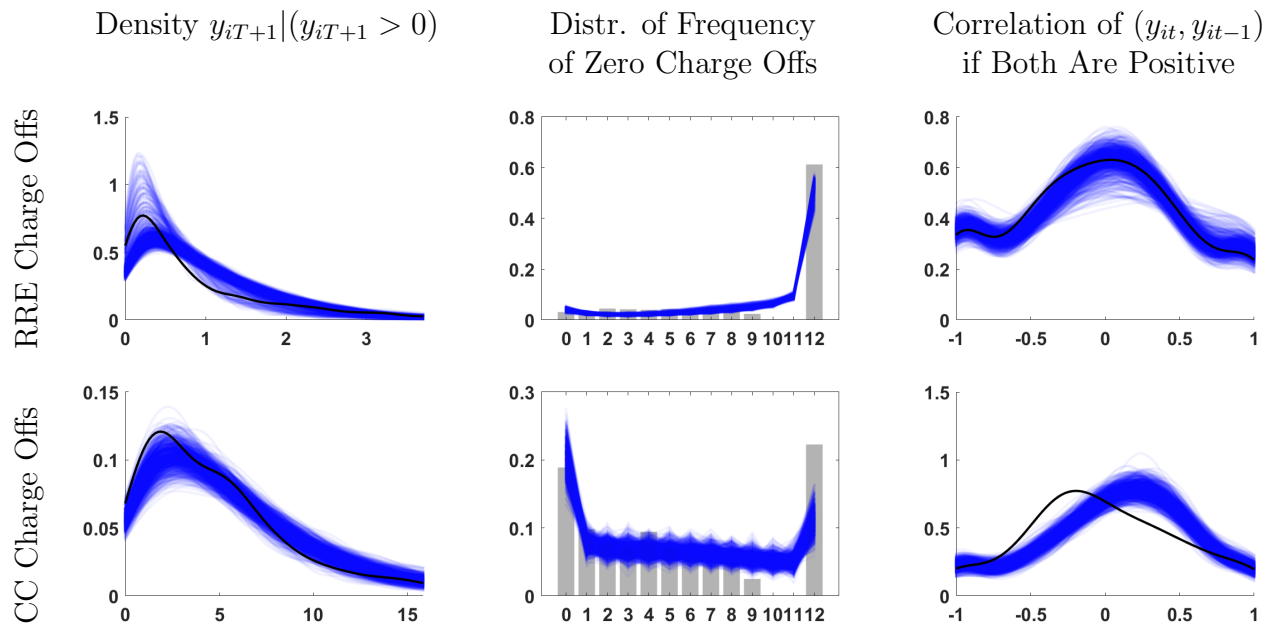 Density y_{iT+1}|(y_{iT+1} > 0)
Distr. of Frequency
of Zero Charge Offs
Correlation of (y_{it}, y_{it−1})
if Both Are Positive
RRE Charge Offs
1.5
1
0.5
0
0 1 2 3
0.8
0.6
0.4
0.2
0
0 1 2 3 4 5 6 7 8 9 10 11 12
0.8
0.6
0.4
0.2
0
-1 -0.5 0 0.5 1
CC Charge Offs
0.15
0.1
0.05
0
0 5 10 15
0.3
0.2
0.1
0
0 1 2 3 4 5 6 7 8 9 10 11 12
1.5
1
0.5
0
-1 -0.5 0 0.5 1